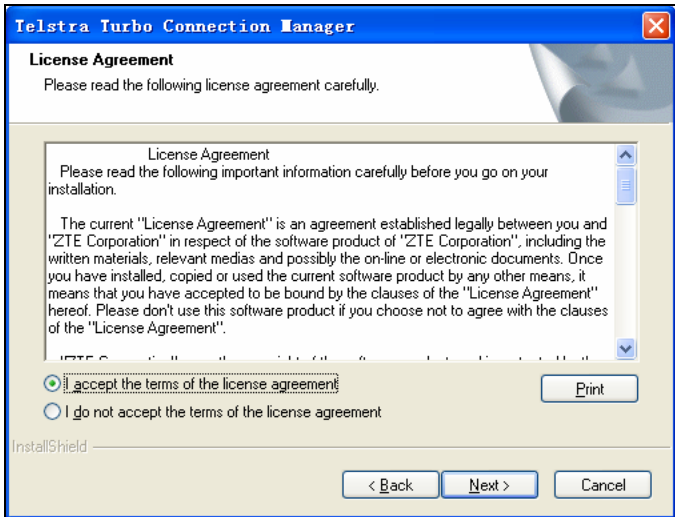 Telstra Turbo Connection Manager
License Agreement
Please read the following license agreement carefully.
License Agreement
Please read the following important information carefully before you go on your
installation.
The current "License Agreement" is an agreement established legally between you and
"ZTE Corporation" in respect of the software product of "ZTE Corporation", including the
written materials, relevant medias and possibly the on-line or electronic documents. Once
you have installed, copied or used the current software product by any other means, it
means that you have accepted to be bound by the clauses of the "License Agreement"
hereof. Please don't use this software product if you choose not to agree with the clauses
of the "License Agreement".
I accept the terms of the license agreement
Print
I do not accept the terms of the license agreement
InstallShield
< Back
Next >
Cancel